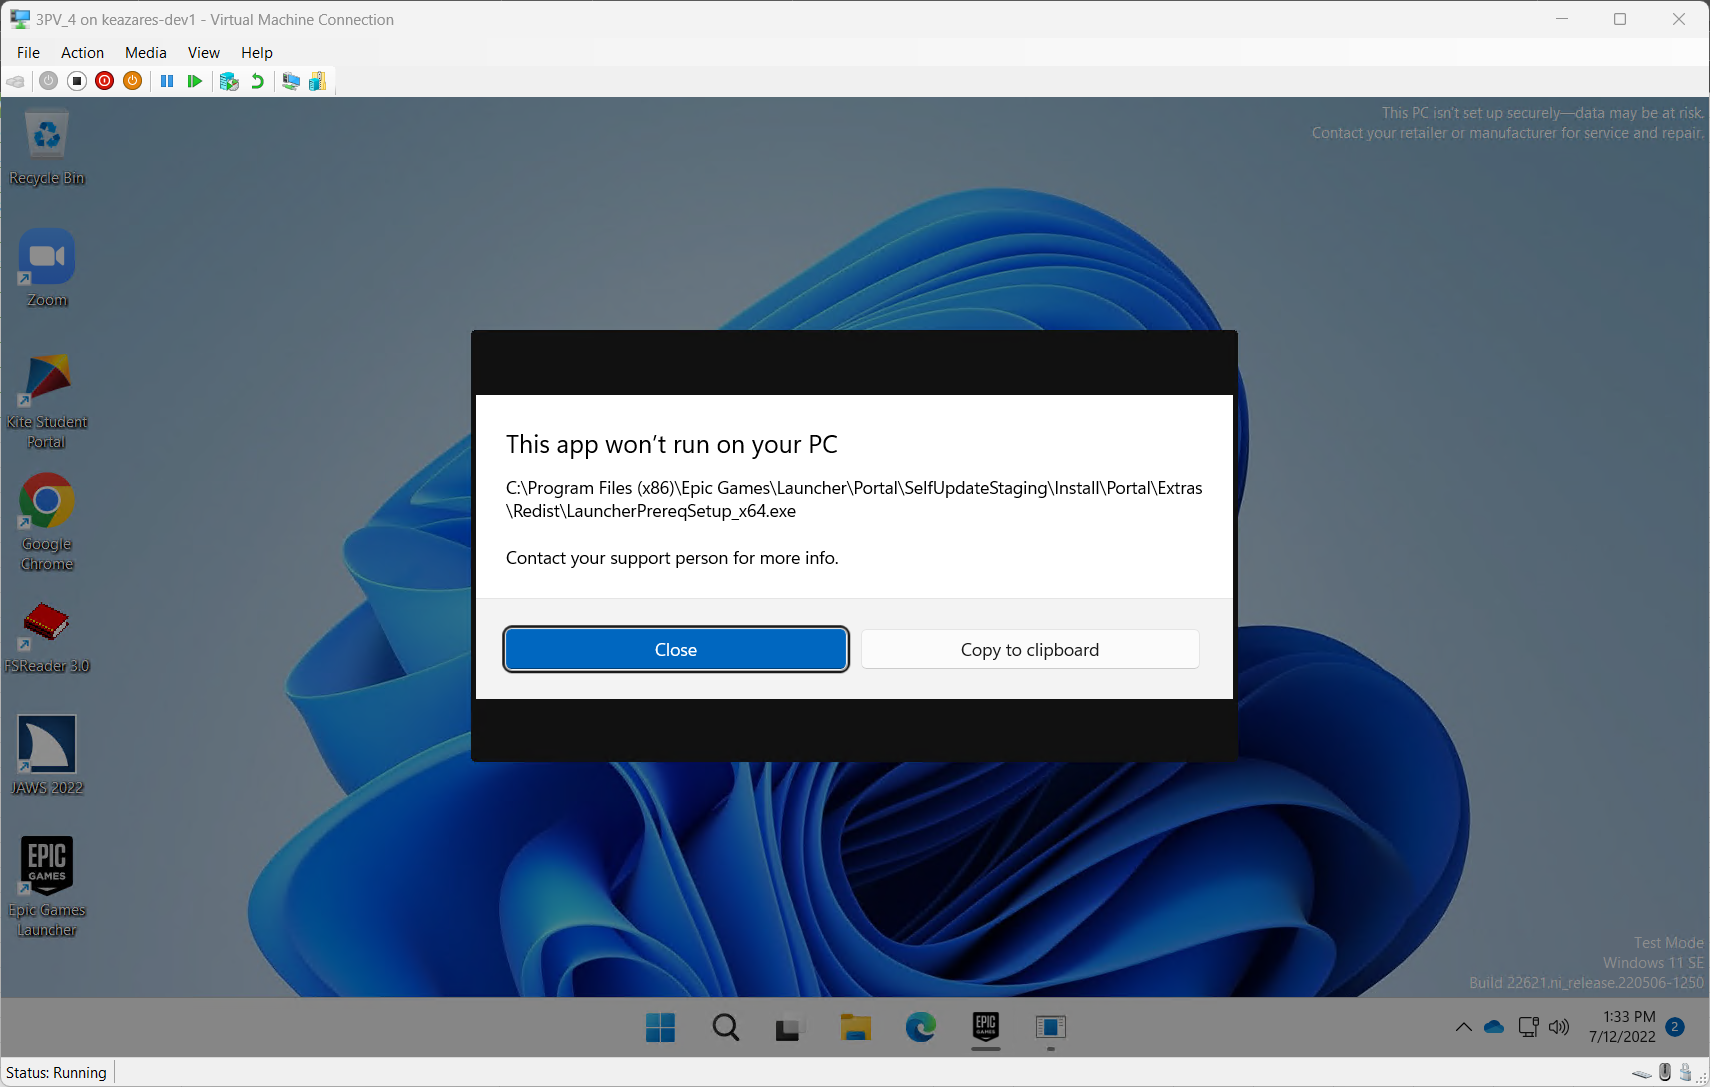 3PV_4 on keazares-dev1 - Virtual Machine Connection
File Action Media View Help
This PC isn't set up securely—data may be at risk.
Contact your retailer or manufacturer for service and repair.
Recycle Bin
Zoom
Kite Student
Portal
Google
Chrome
FSReader 3.0
JAWS 2022
EPIC
GAMES
Epic Games
Launcher
This app won't run on your PC
C:\Program Files (x86)\Epic Games\Launcher\Portal\SelfUpdateStaging\Install\Portal\Extras
\Redist\LauncherPrereqSetup_x64.exe
Contact your support person for more info.
Close
Copy to clipboard
Test Mode
Windows 11 SE
Build 22621.ni_release.220506-1250
EPIC
GAMES
1:33 PM
7/12/2022
2
Status: Running